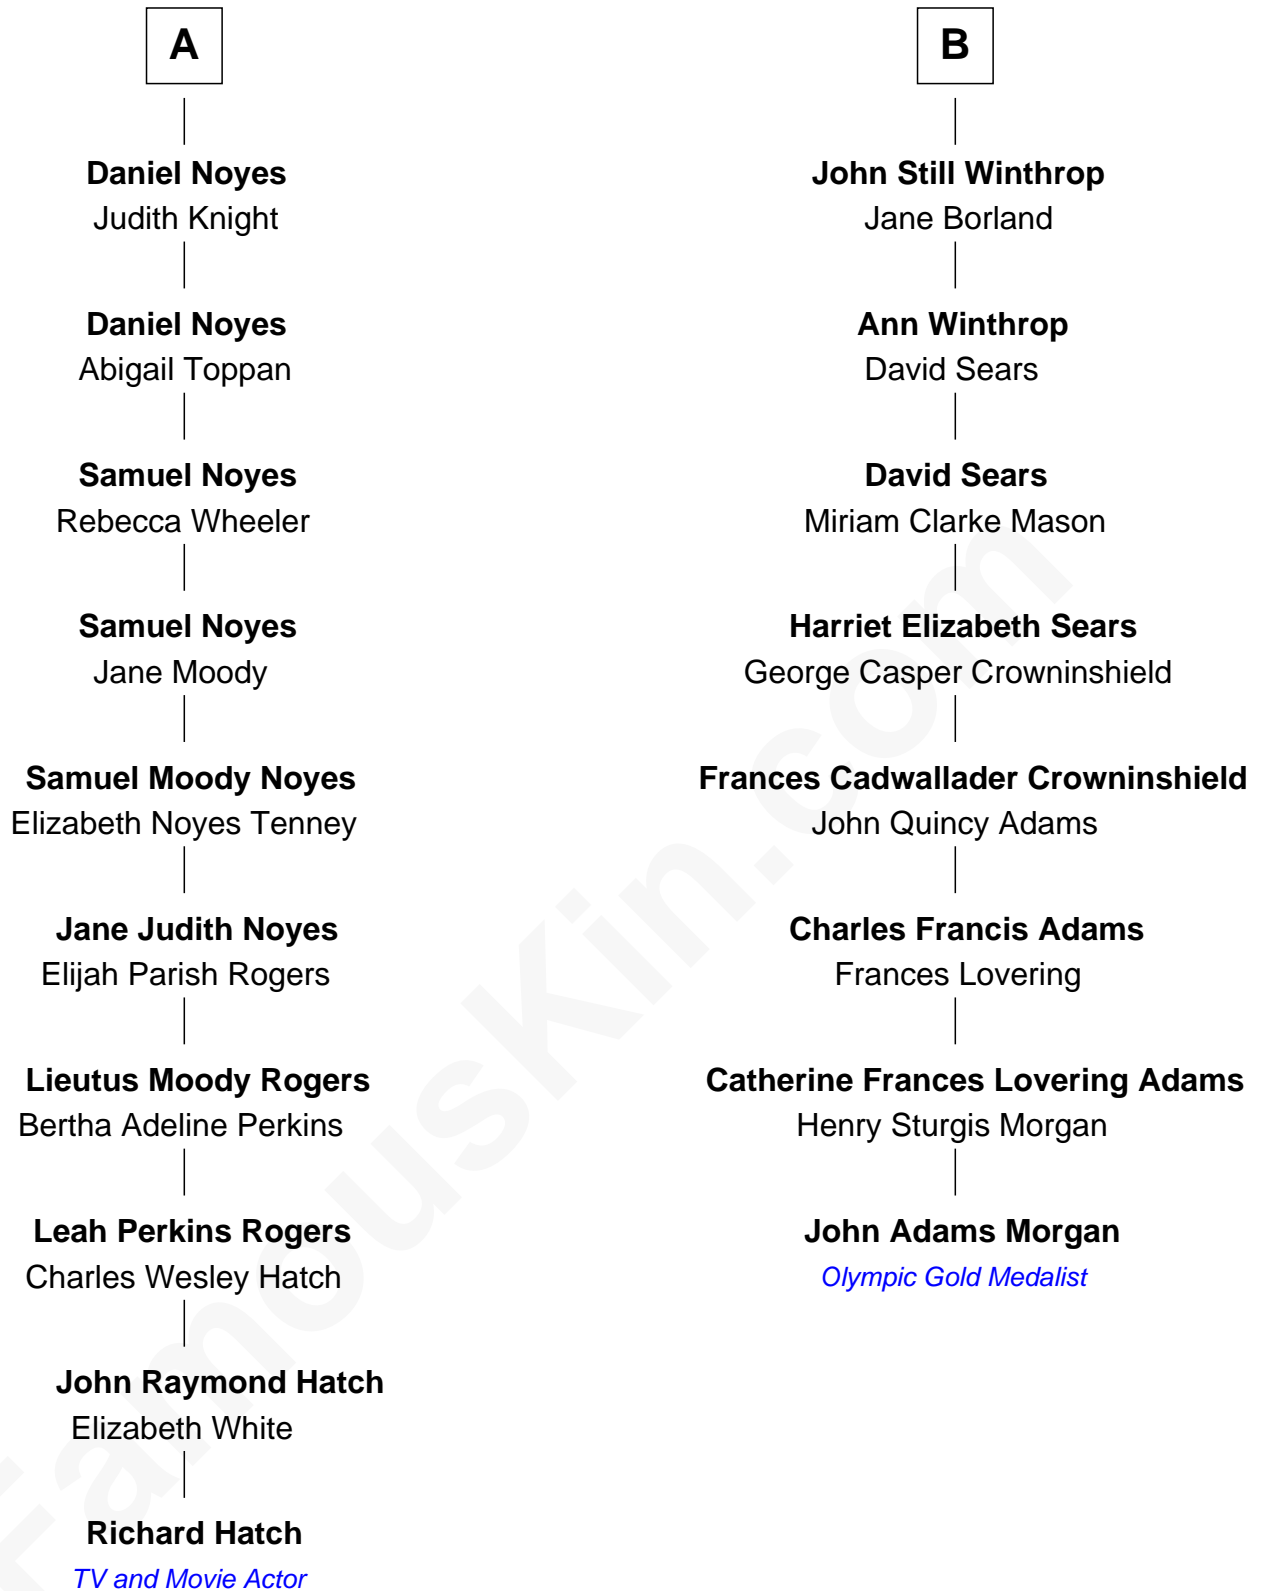 A
Daniel Noyes
Judith Knight
Daniel Noyes
Abigail Toppan
Samuel Noyes
Rebecca Wheeler
Samuel Noyes
Jane Moody
Samuel Moody Noyes
Elizabeth Noyes Tenney
Jane Judith Noyes
Elijah Parish Rogers
Lieutus Moody Rogers
Bertha Adeline Perkins
Leah Perkins Rogers
Charles Wesley Hatch
John Raymond Hatch
Elizabeth White
Richard Hatch
TV and Movie Actor
B
John Still Winthrop
Jane Borland
Ann Winthrop
David Sears
David Sears
Miriam Clarke Mason
Harriet Elizabeth Sears
George Casper Crowninshield
Frances Cadwallader Crowninshield
John Quincy Adams
Charles Francis Adams
Frances Lovering
Catherine Frances Lovering Adams
Henry Sturgis Morgan
John Adams Morgan
Olympic Gold Medalist
FamousKin.com